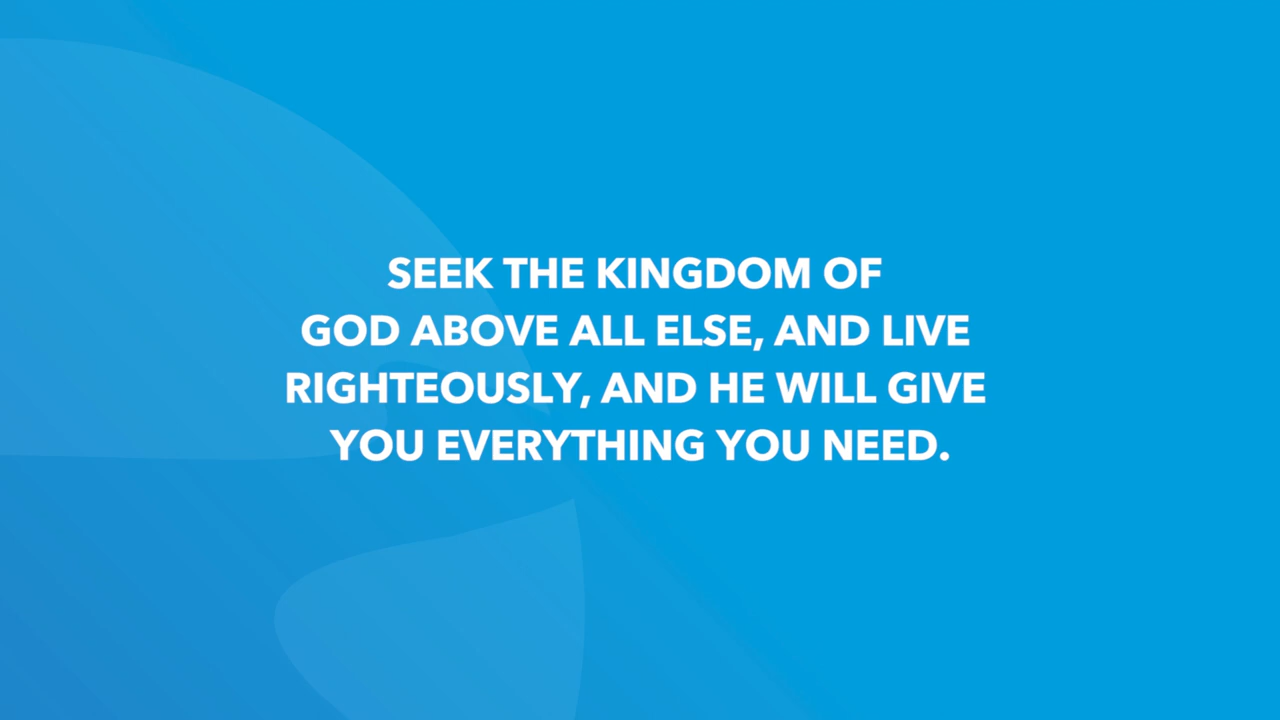 SEEK THE KINGDOM OF
GOD ABOVE ALL ELSE, AND LIVE
RIGHTEOUSLY, AND HE WILL GIVE
YOU EVERYTHING YOU NEED.